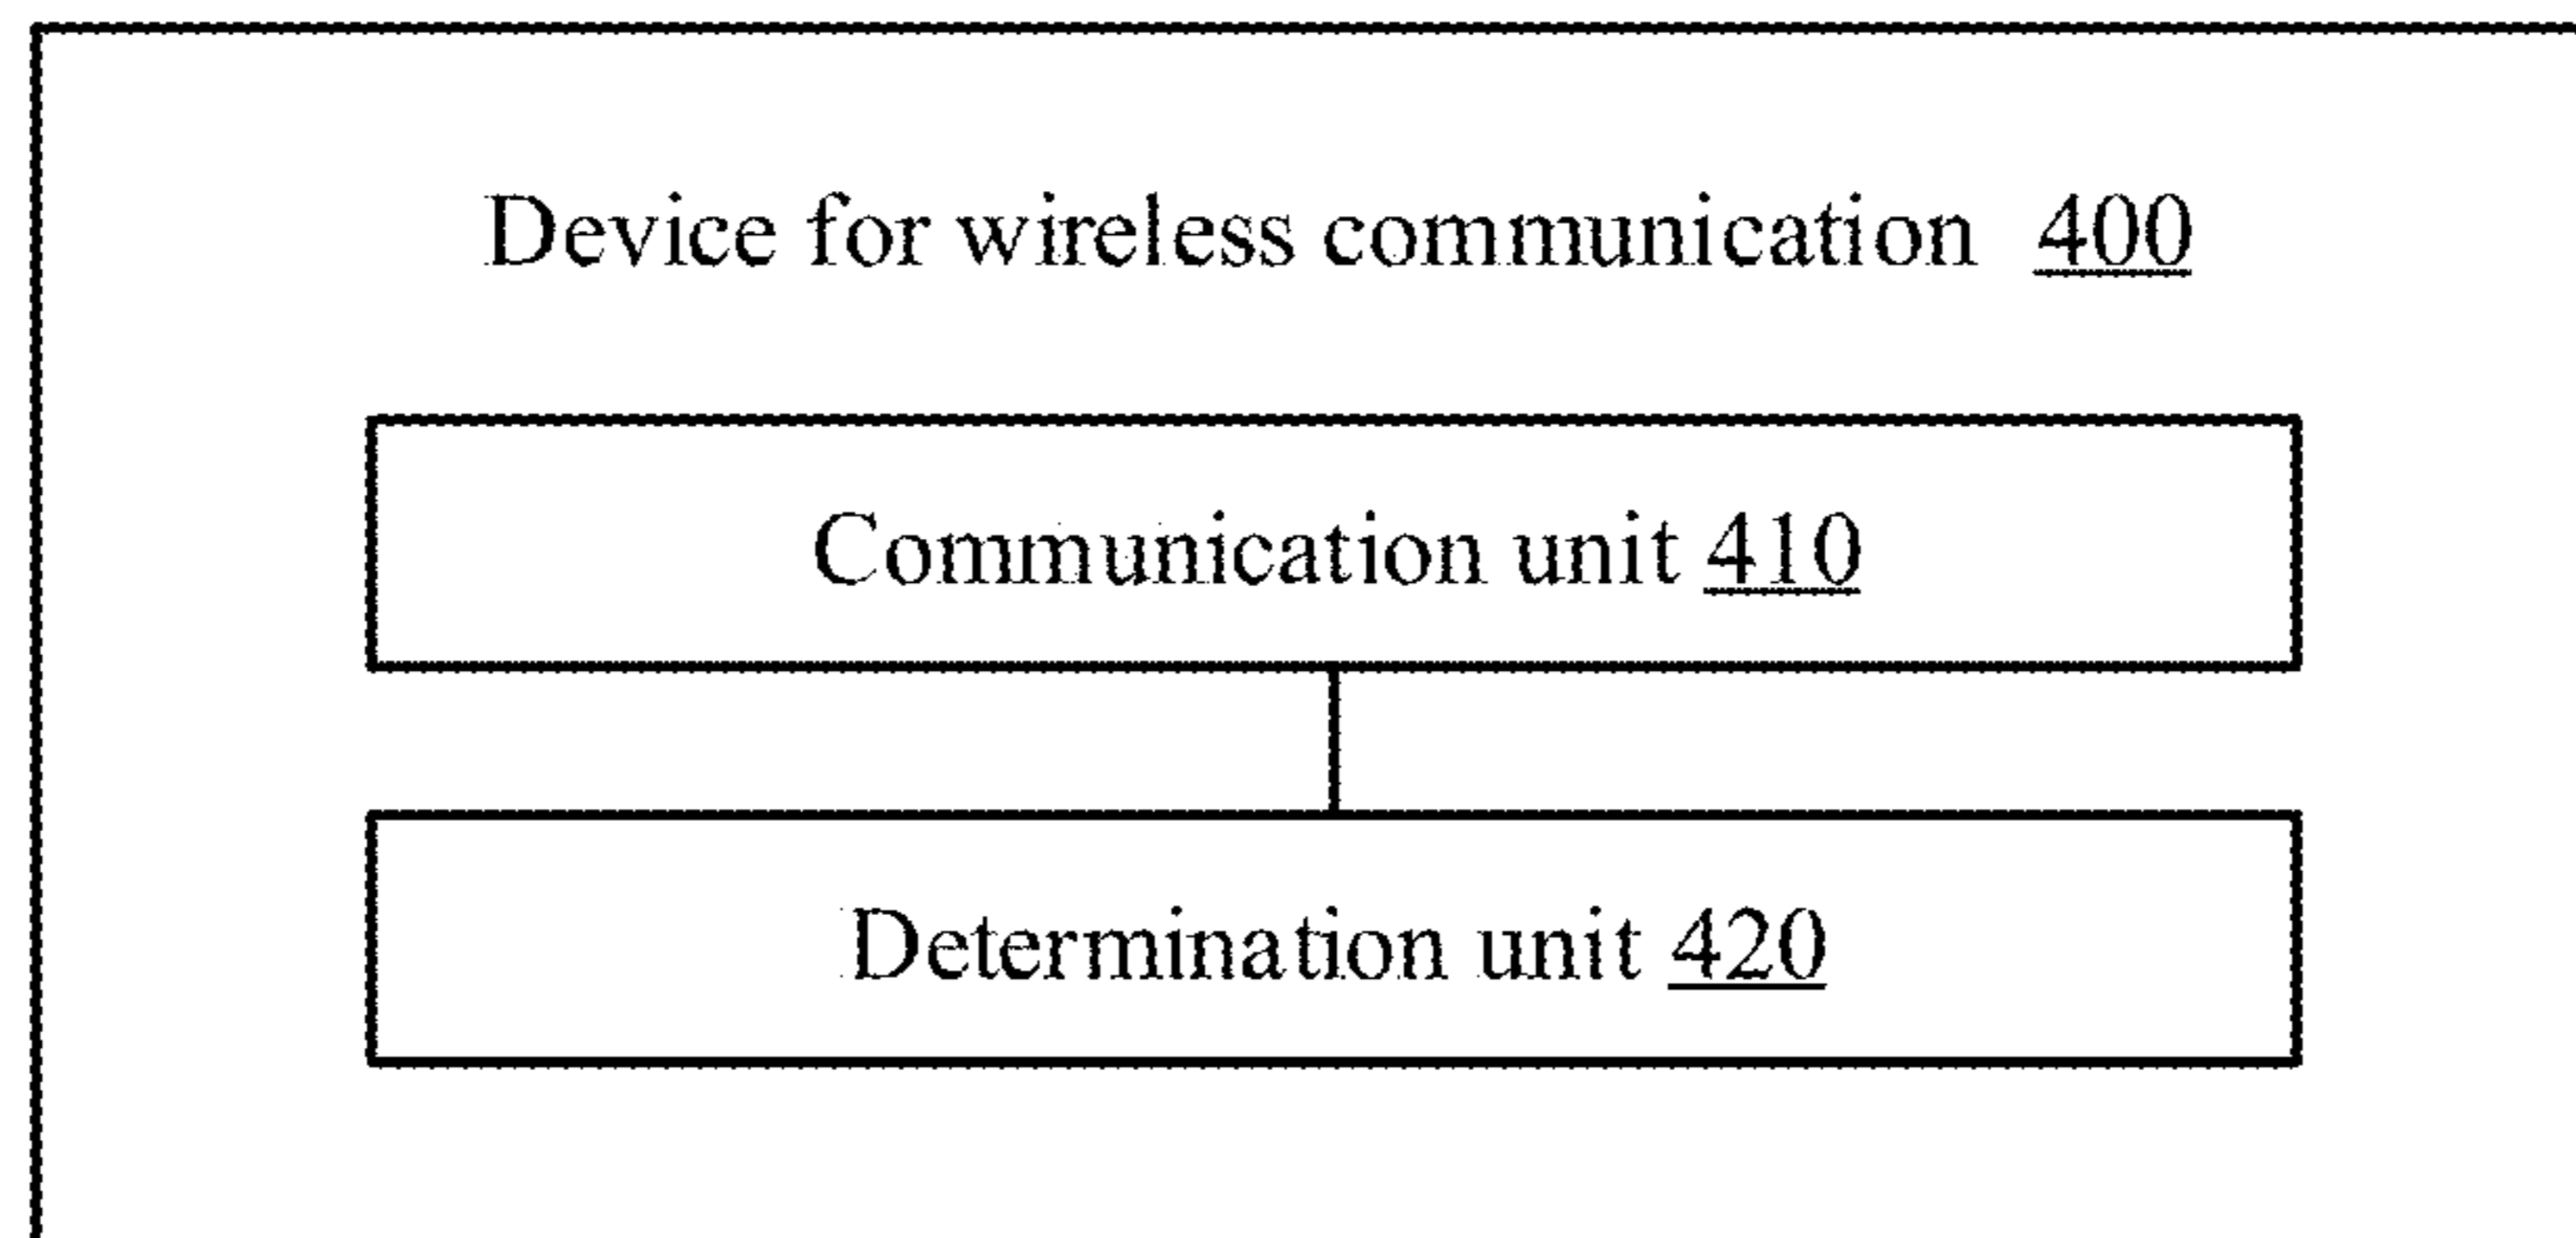 Device for wireless communication 400
Communication unit 410
Determination unit 420